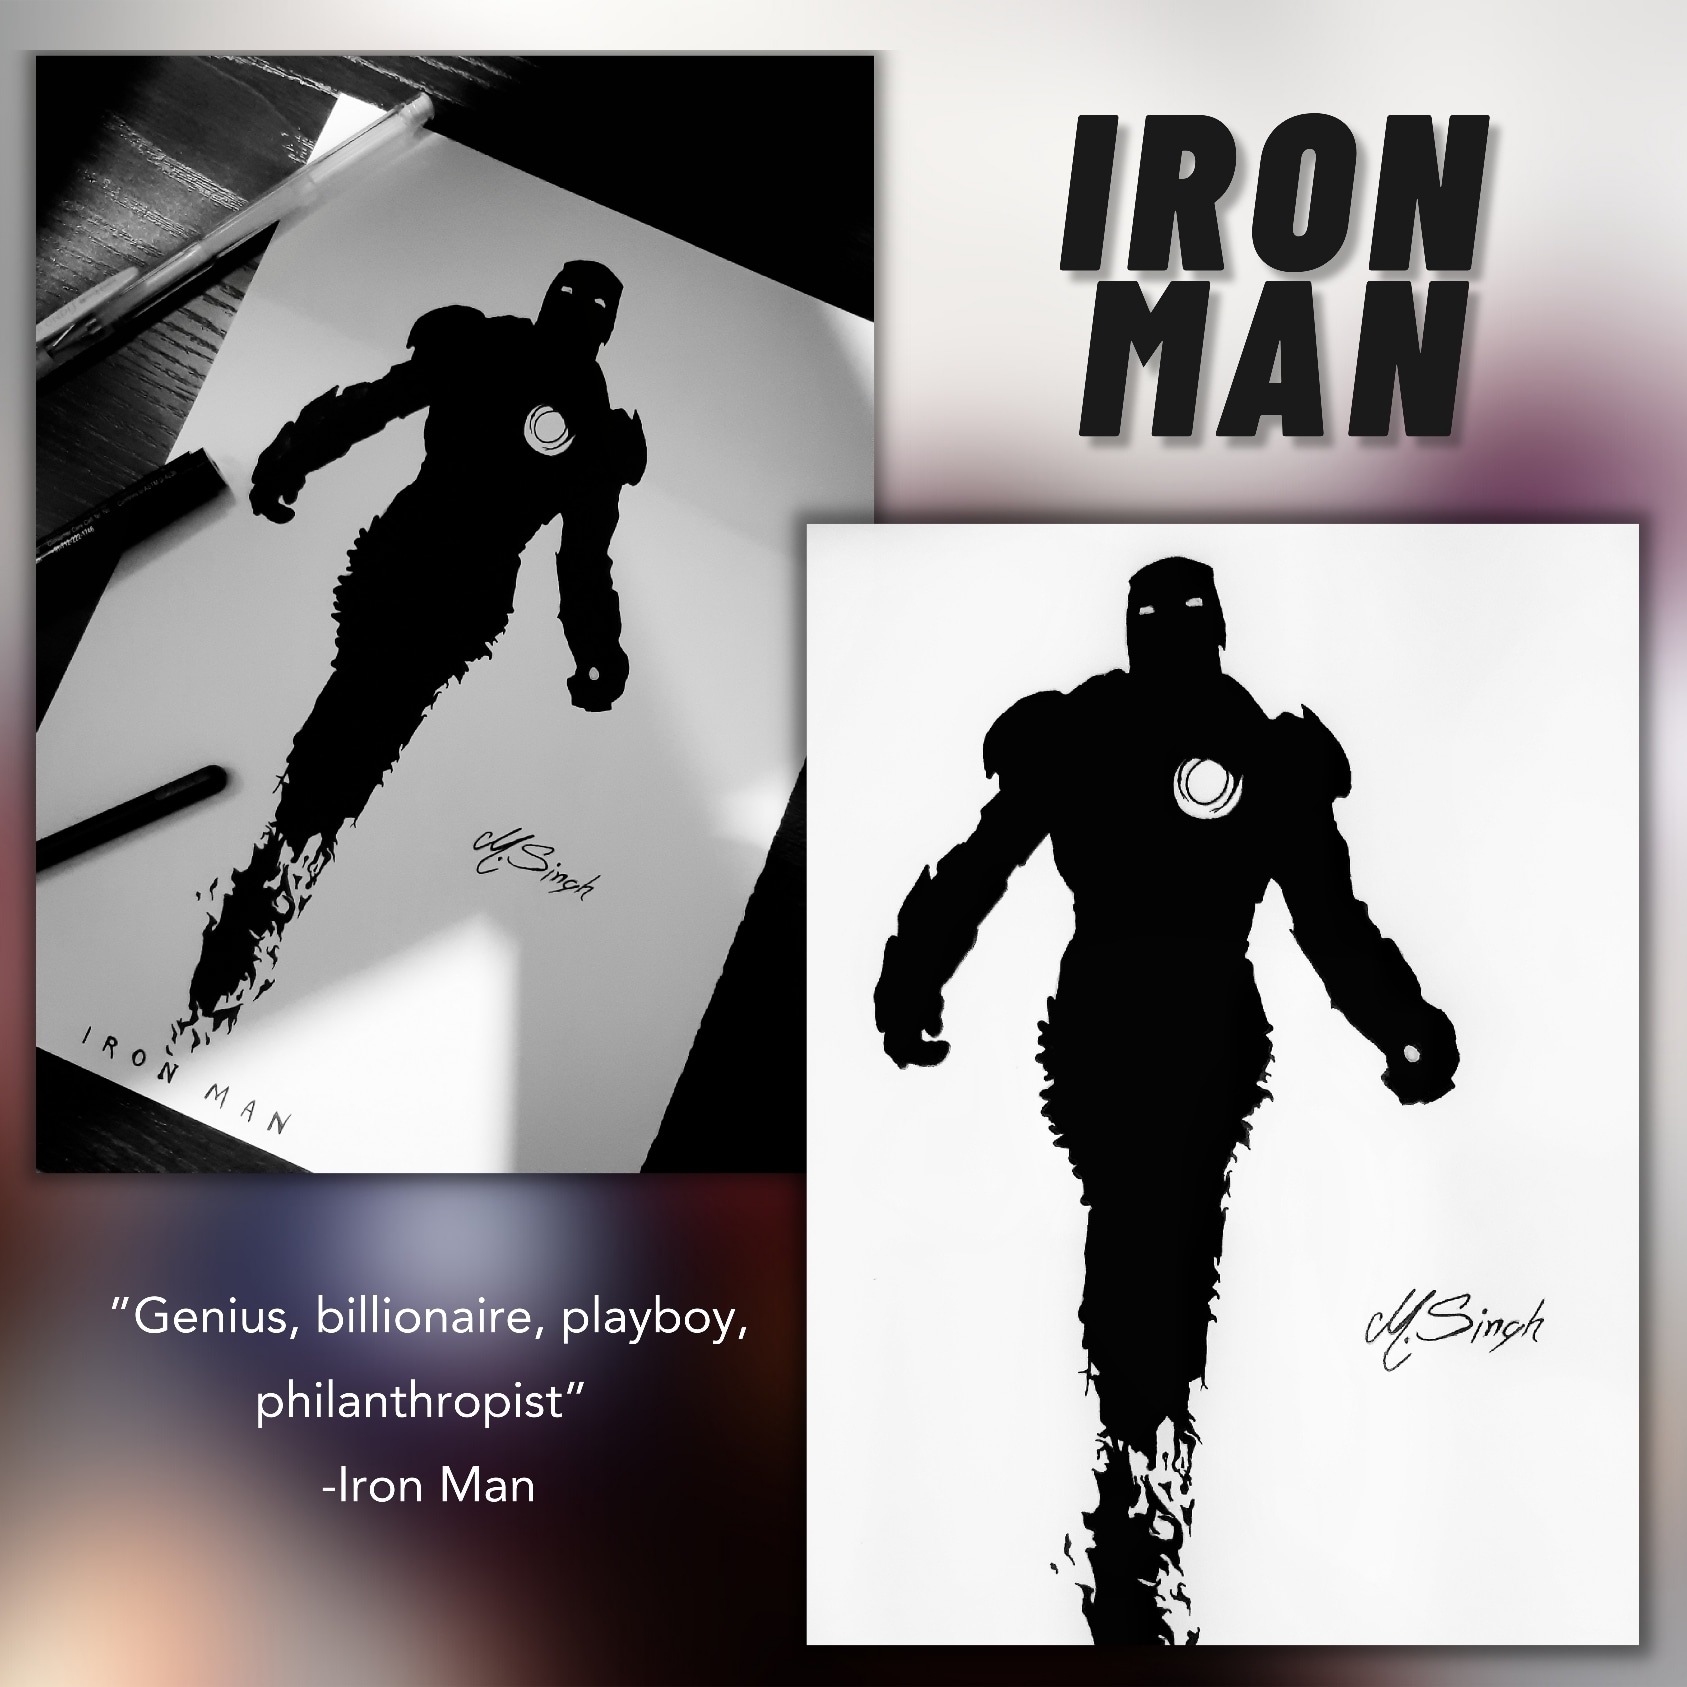 IRON
MAN
M. Singh
IRON MAN
M. Singh
"Genius, billionaire, playboy,
philanthropist"
-Iron Man